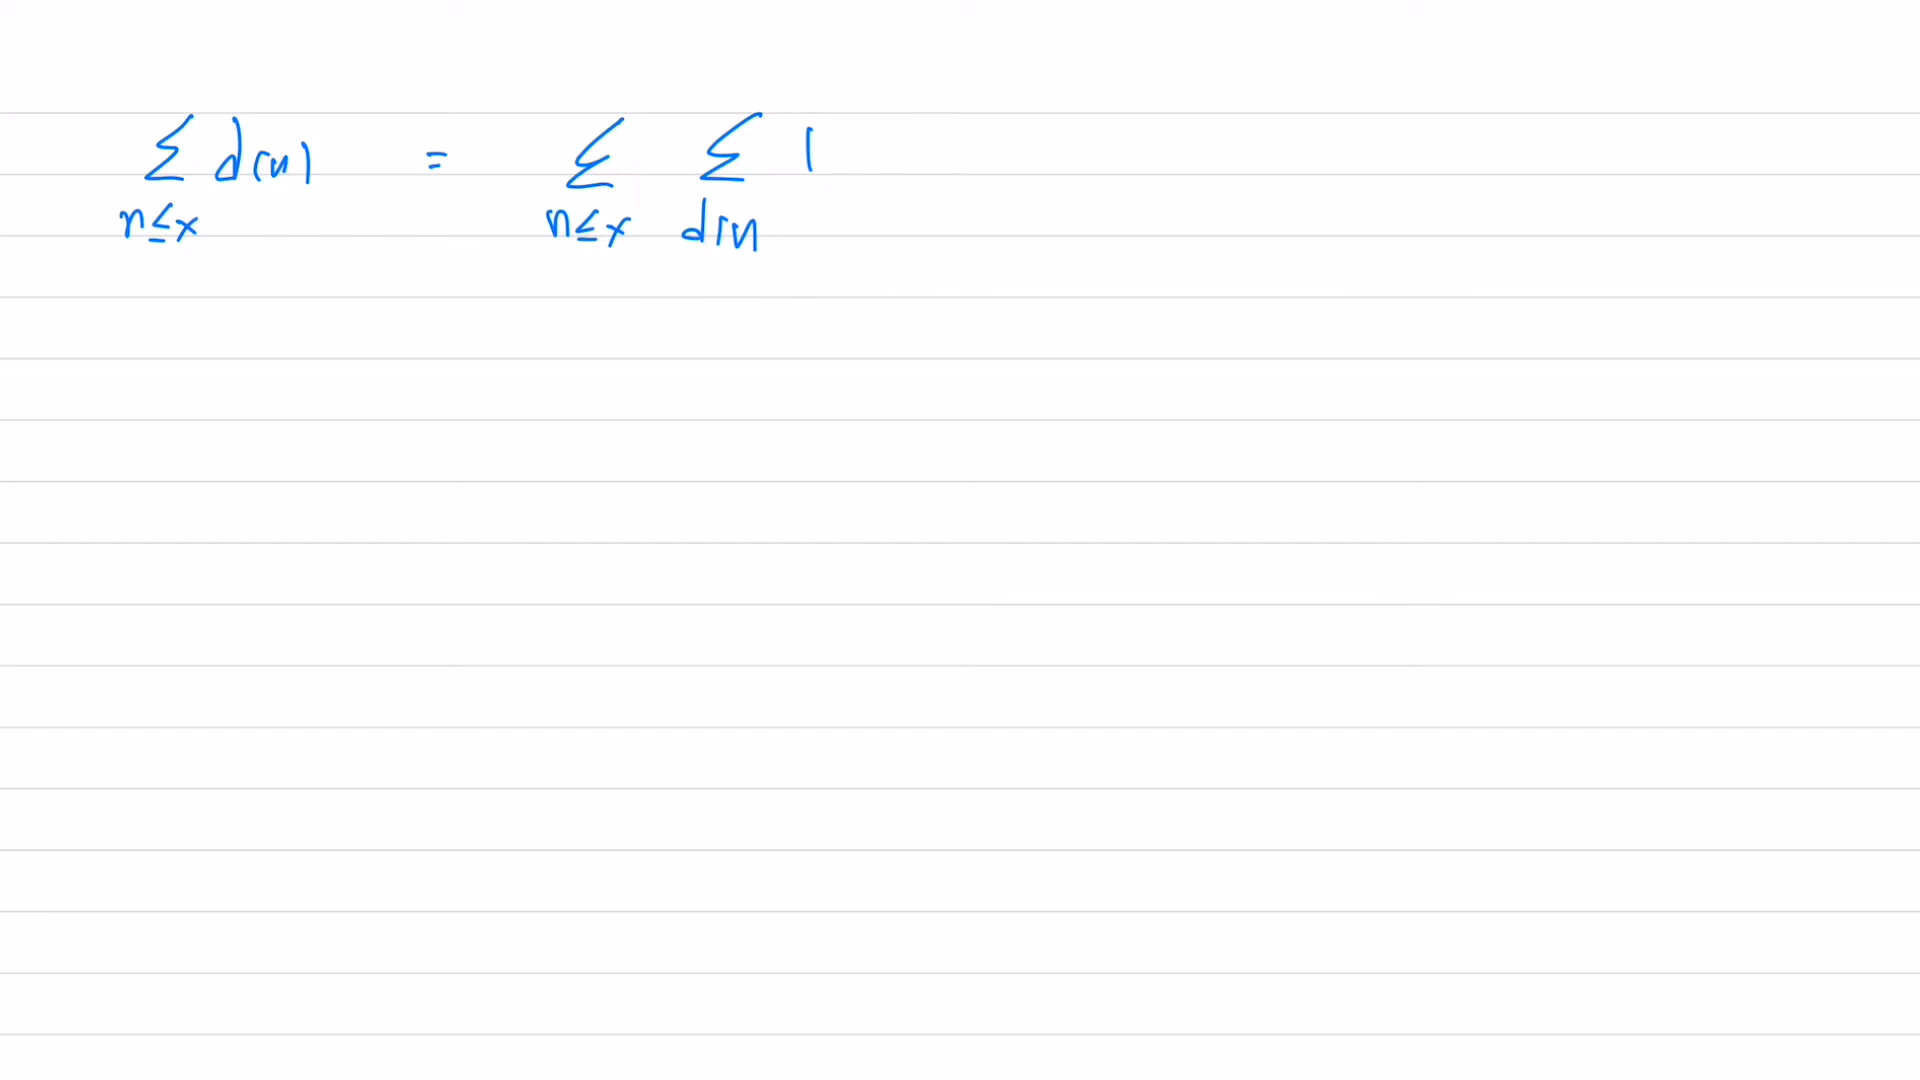 ∑ d(n) = ∑ ∑ 1
n≤x n≤x d|n